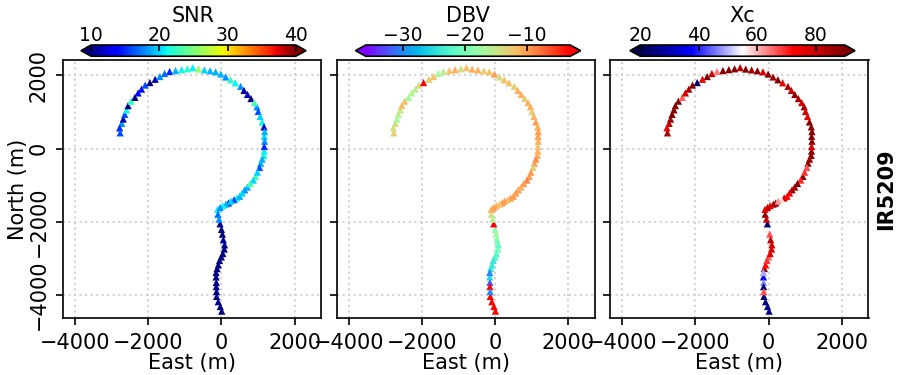 SNR DBV Xc
10 20 30 40 −30 −20 −10 20 40 60 80
North (m)
2000
0
−2000
−4000
IR5209
−4000 −2000 0 2000 −4000 −2000 0 2000 −4000 −2000 0 2000
East (m) East (m) East (m)